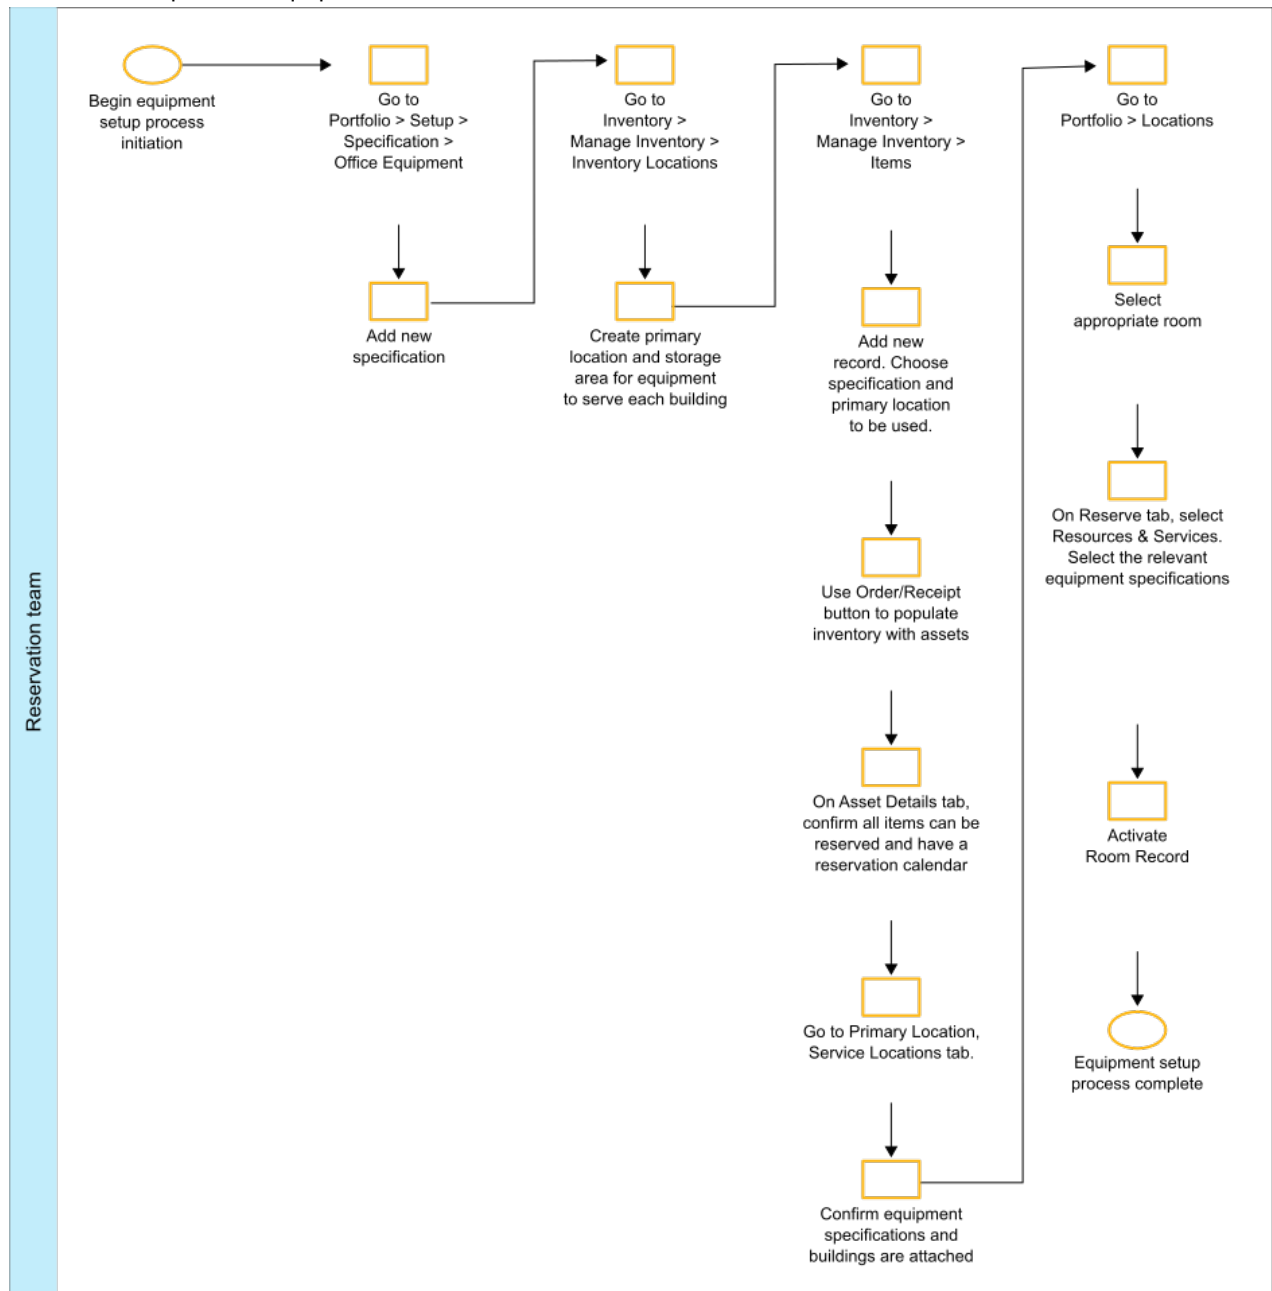 Reservation team
Begin equipment
setup process
initiation
Go to
Portfolio > Setup >
Specification >
Office Equipment
Add new
specification
Go to
Inventory >
Manage Inventory >
Inventory Locations
Create primary
location and storage
area for equipment
to serve each building
Go to
Inventory >
Manage Inventory >
Items
Add new
record. Choose
specification and
primary location
to be used.
Use Order/Receipt
button to populate
inventory with assets
On Asset Details tab,
confirm all items can be
reserved and have a
reservation calendar
Go to Primary Location,
Service Locations tab.
Confirm equipment
specifications and
buildings are attached
Go to
Portfolio > Locations
Select
appropriate room
On Reserve tab, select
Resources & Services.
Select the relevant
equipment specifications
Activate
Room Record
Equipment setup
process complete